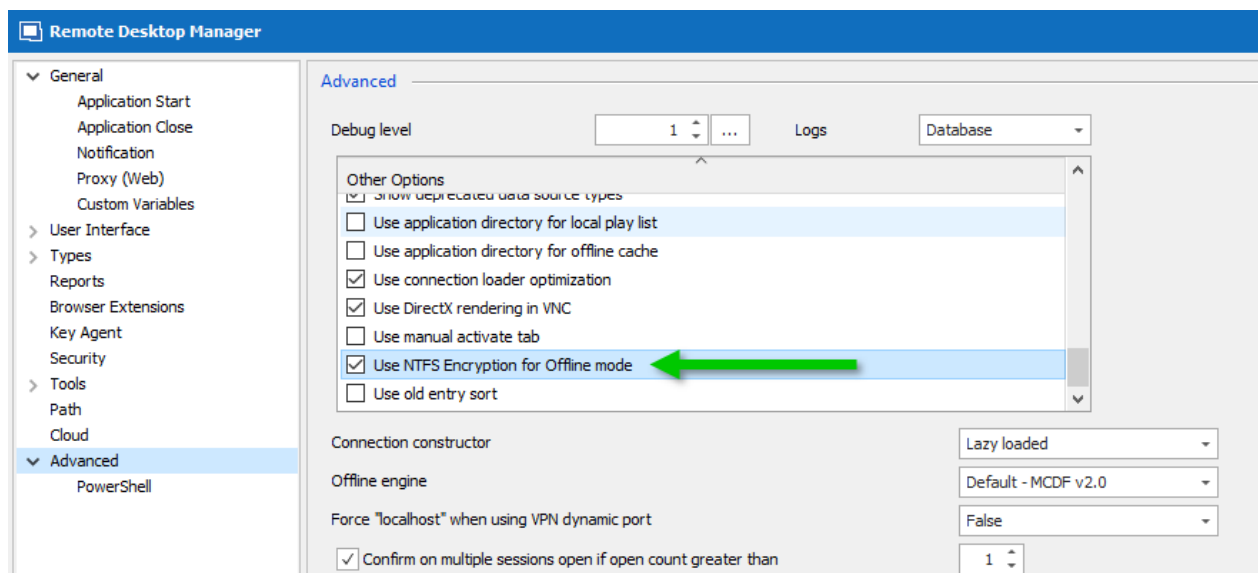 Remote Desktop Manager
General
Application Start
Application Close
Notification
Proxy (Web)
Custom Variables
User Interface
Types
Reports
Browser Extensions
Key Agent
Security
Tools
Path
Cloud
Advanced
PowerShell
Advanced
Debug level 1 ... Logs Database
Other Options
Show deprecated data source types
Use application directory for local play list
Use application directory for offline cache
Use connection loader optimization
Use DirectX rendering in VNC
Use manual activate tab
Use NTFS Encryption for Offline mode
Use old entry sort
Connection constructor Lazy loaded
Offline engine Default - MCDF v2.0
Force "localhost" when using VPN dynamic port False
Confirm on multiple sessions open if open count greater than 1